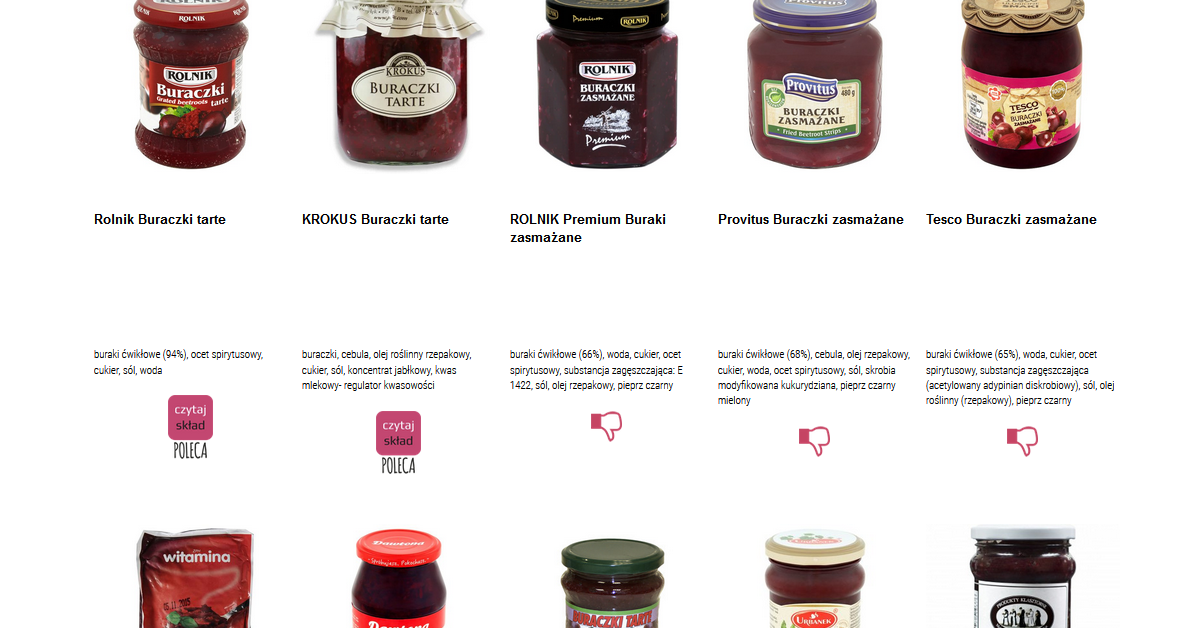 ROLNIK
ROLNIK
Buraczki
Grated beetroots tarte
KROKUS
BURACZKI
TARTE
Premium
ROLNIK
ROLNIK
BURACZKI
ZASMAŻANE
Premium
Provitus
Provitus
480 g
BURACZKI
ZASMAŻANE
Fried Beetroot Strips
TESCO
100%
TESCO
BURACZKI
ZASMAŻANE
Rolnik Buraczki tarte
KROKUS Buraczki tarte
ROLNIK Premium Buraki
zasmażane
Provitus Buraczki zasmażane
Tesco Buraczki zasmażane
buraki ćwikłowe (94%), ocet spirytusowy,
cukier, sól, woda
buraczki, cebula, olej roślinny rzepakowy,
cukier, sól, koncentrat jabłkowy, kwas
mlekowy- regulator kwasowości
buraki ćwikłowe (66%), woda, cukier, ocet
spirytusowy, substancja zagęszczająca: E
1422, sól, olej rzepakowy, pieprz czarny
buraki ćwikłowe (68%), cebula, olej rzepakowy,
cukier, woda, ocet spirytusowy, sól, skrobia
modyfikowana kukurydziana, pieprz czarny
mielony
buraki ćwikłowe (65%), woda, cukier, ocet
spirytusowy, substancja zagęszczająca
(acetylowany adypinian diskrobiowy), sól, olej
roślinny (rzepakowy), pieprz czarny
czytaj
skład
POLECA
czytaj
skład
POLECA
witamina
Dawtona
Dawtona
BURACZKI TARTE
URBANEK
PRODUKTY KLASZTORNE